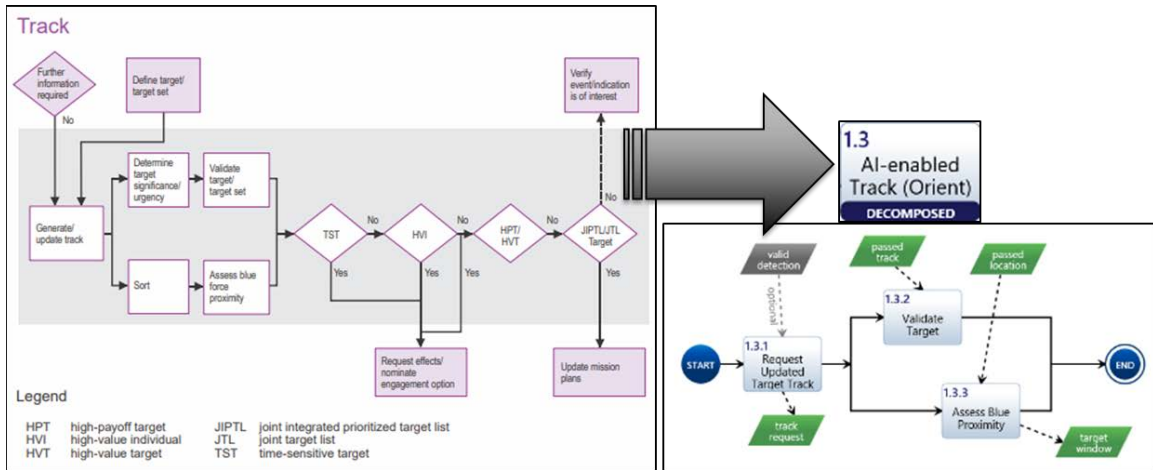 Track
Further
information
required
Define target/
target set
Verify
event/indication
is of interest
No
No
Determine
target
significance/
urgency
Validate
target/
target set
Generate/
update track
TST
No
HVI
No
HPT/
HVT
No
JIPTL/JTL
Target
Sort
Assess blue
force
proximity
Yes
Yes
Yes
Request effects/
nominate
engagement option
Update mission
plans
Legend
HPT high-payoff target
HVI high-value individual
HVT high-value target
JIPTL joint integrated prioritized target list
JTL joint target list
TST time-sensitive target
1.3
AI-enabled
Track (Orient)
DECOMPOSED
valid
detection
passed
track
passed
location
optional
1.3.2
Validate
Target
START
1.3.1
Request
Updated
Target Track
END
1.3.3
Assess Blue
Proximity
track
request
target
window